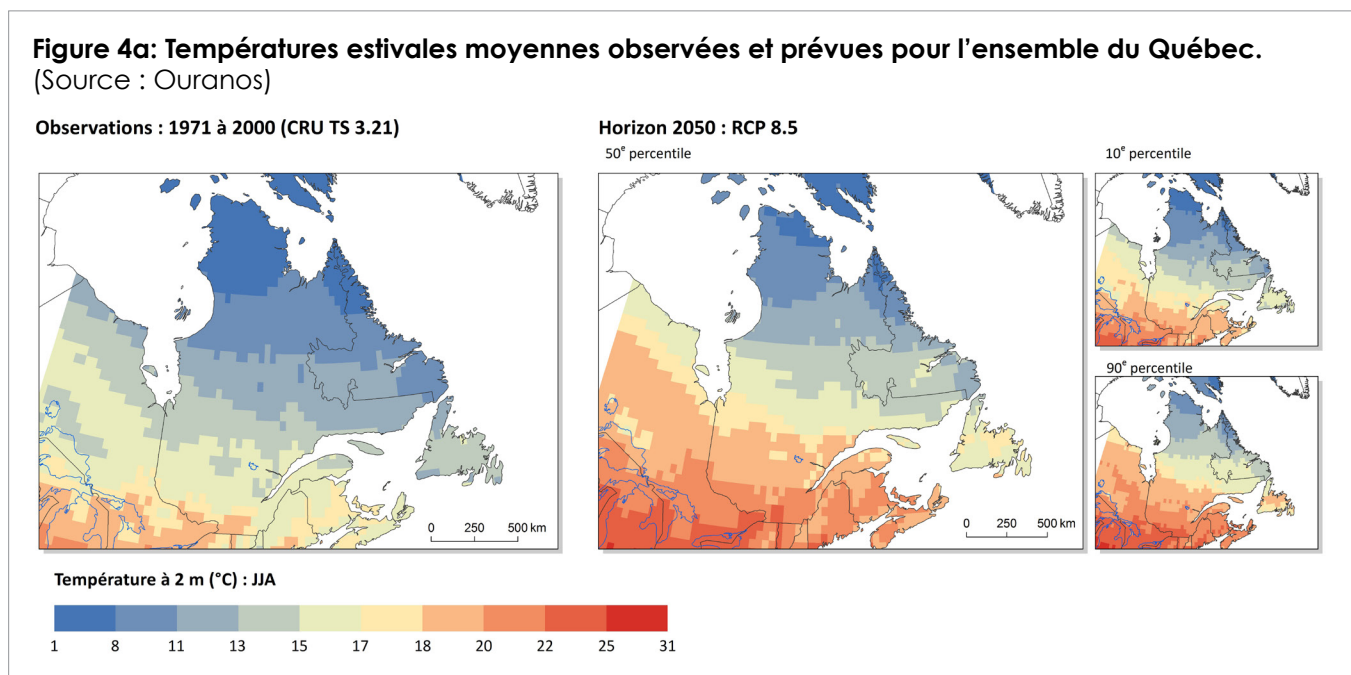 Figure 4a: Températures estivales moyennes observées et prévues pour l'ensemble du Québec.
(Source : Ouranos)
Observations : 1971 à 2000 (CRU TS 3.21)
Horizon 2050 : RCP 8.5
50e percentile
10e percentile
90e percentile
0 250 500 km
0 250 500 km
Température à 2 m (°C) : JJA
1 8 11 13 15 17 18 20 22 25 31